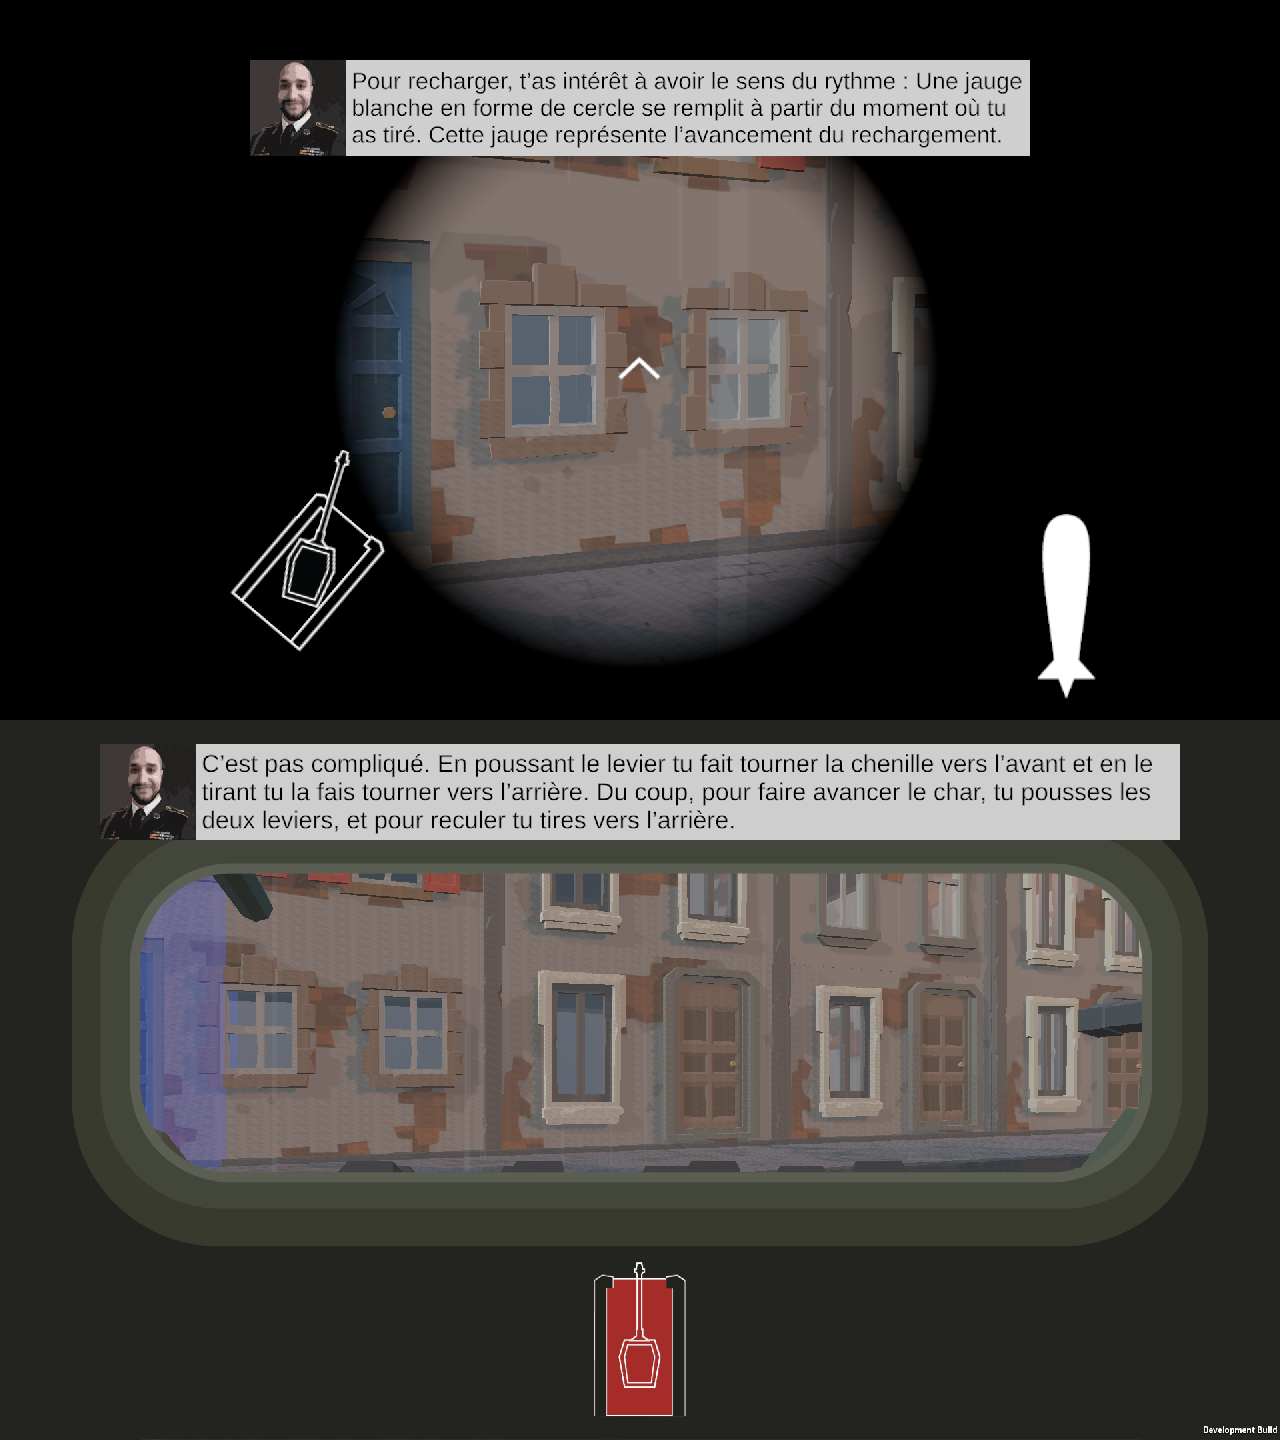 Pour recharger, t'as intérêt à avoir le sens du rythme : Une jauge
blanche en forme de cercle se remplit à partir du moment où tu
as tiré. Cette jauge représente l’avancement du rechargement.
C’est pas compliqué. En poussant le levier tu fait tourner la chenille vers l’avant et en le
tirant tu la fais tourner vers l’arrière. Du coup, pour faire avancer le char, tu pousses les
deux leviers, et pour reculer tu tires vers l’arrière.
Development Build